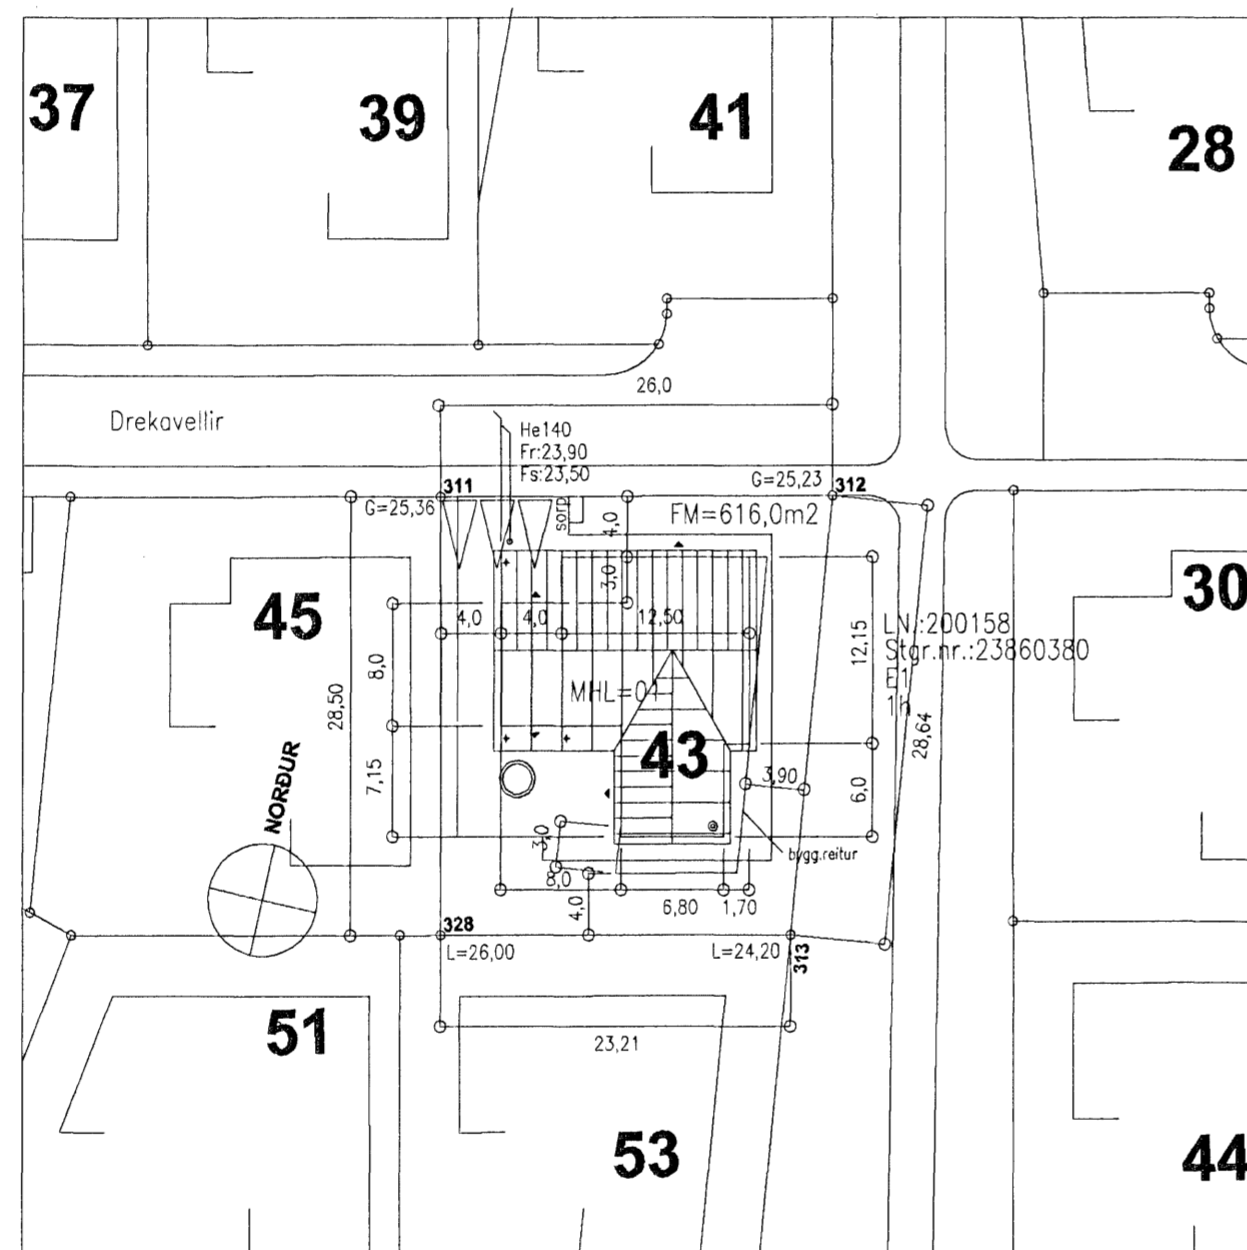 37
39
41
28
26,0
Drekavellir
He140
Fr:23,90
Fs:23,50
G=25,23
312
311
G=25,36
sorp
4,0
FM=616,0m2
3,0
45
30
4,0
4,0
12,50
12,15
LN.:200158
Stgr.nr.:23860380
E1
1h
8,0
28,50
MHL=01
28,64
43
3,90
6,0
7,15
NORÐUR
3,0
bygg.reitur
8,0
4,0
6,80
1,70
328
L=26,00
L=24,20
313
51
23,21
53
44